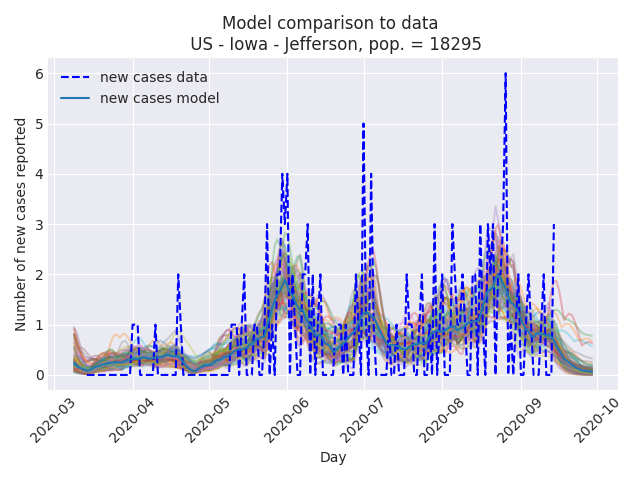 Model comparison to data
US - Iowa - Jefferson, pop. = 18295
new cases data
new cases model
Number of new cases reported
6
5
4
3
2
1
0
2020-03
2020-04
2020-05
2020-06
2020-07
2020-08
2020-09
2020-10
Day